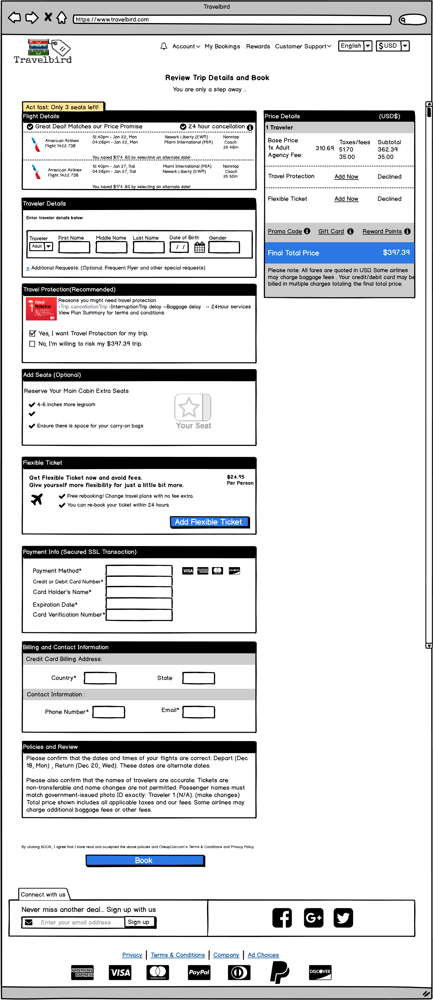 Travelbird
https://www.travelbird.com
Travelbird
Account My Bookings Rewards Customer Support English $ USD
Review Trip Details and Book
You are only a step away ..
Act fast: Only 3 seats left!
Flight Details
Great Deal! Matches our Price Promise 24 hour cancellation
American Airlines
Flight 1422 738
12:40pm - Jan 22, Mon
04:26pm - Jan 22, Mon
Newark Liberty (EWR)
Miami International (MIA)
Nonstop
Coach
2h 46m
You saved $174 .60 by selecting an alternate date!
American Airlines
Flight 1422 738
12:40pm - Jan 27, Sat
04:26pm - Jan 27, Sat
Miami International (MIA)
Newark Liberty (EWR)
Nonstop
Coach
2h 50m
You saved $174 .60 by selecting an alternate date!
Price Details (USD$)
1 Traveler
Base Price Taxes/fees Subtotal
1x Adult 310.69 51.70 362.39
Agency Fee: 35.00 35.00
Travel Protection Add Now Declined
Flexible Ticket Add Now Declined
Promo Code Gift Card Reward Points
Final Total Price $397.39
Please note: All fares are quoted in USD. Some airlines
may charge baggage fees . Your credit/debit card may be
billed in multiple charges totaling the final total price.
Traveler Details
Enter traveler details below:
Traveler First Name Middle Name Last Name Date of Birth Gender
Adult / /
+ Additional Requests: (Optional: Frequent Flyer and other special requests)
Travel Protection(Recommended)
Travel
Protection
Reasons you might need travel protection
-Trip cancellationTrip -InterruptionTrip delay --Baggage delay -- 24Hour services
View Plan Summary for terms and conditions.
Yes, I want Travel Protection for my trip.
No, I'm willing to risk my $397.39 trip.
Add Seats (Optional)
Reserve Your Main Cabin Extra Seats
4-6 inches more legroom
Ensure there is space for your carry-on bags
Your Seat
Flexible Ticket
Get Flexible Ticket now and avoid fees.
Give yourself more flexibility for just a little bit more.
$24.95
Per Person
Free rebooking! Change travel plans with no fee extra.
You can re-book your ticket within 24 hours.
Add Flexible Ticket
Payment Info (Secured SSL Transaction)
Payment Method*
VISA AMERICAN EXPRESS mastercard DISCOVER
Credit or Debit Card Number*
Card Holder's Name*
Expiration Date*
Card Verification Number*
Billing and Contact Information
Credit Card Billing Address:
Country* State
Contact Information :
Phone Number* Email*
Policies and Review
Please confirm that the dates and times of your flights are correct: Depart (Dec
18, Mon) , Return (Dec 20, Wed). These dates are alternate dates.
Please also confirm that the names of travelers are accurate. Tickets are
non-transferable and name changes are not permitted. Passenger names must
match government-issued photo ID exactly: Traveler 1 (N/A). (make changes)
Total price shown includes all applicable taxes and our fees. Some airlines may
charge additional baggage fees or other fees.
By clicking BOOK, I agree that I have read and accepted the above policies and CheapOair.com's Terms & Conditions and Privacy Policy.
Book
Connect with us
Never miss another deal... Sign up with us
Enter your email address Sign up
G+
Privacy Terms & Conditions Company Ad Choices
AMERICAN EXPRESS VISA mastercard PayPal DISCOVER